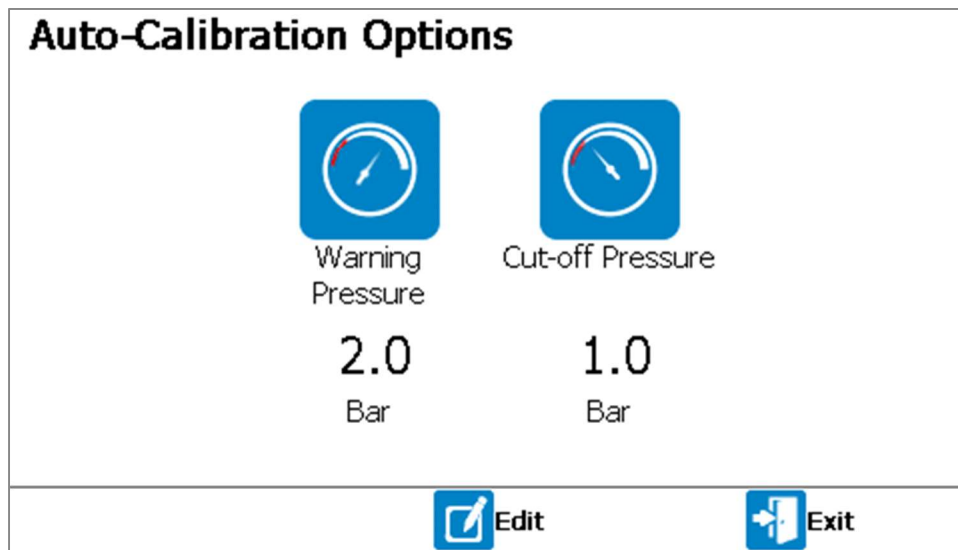 Auto-Calibration Options
Warning
Pressure
Cut-off Pressure
2.0
1.0
Bar
Bar
Edit
Exit